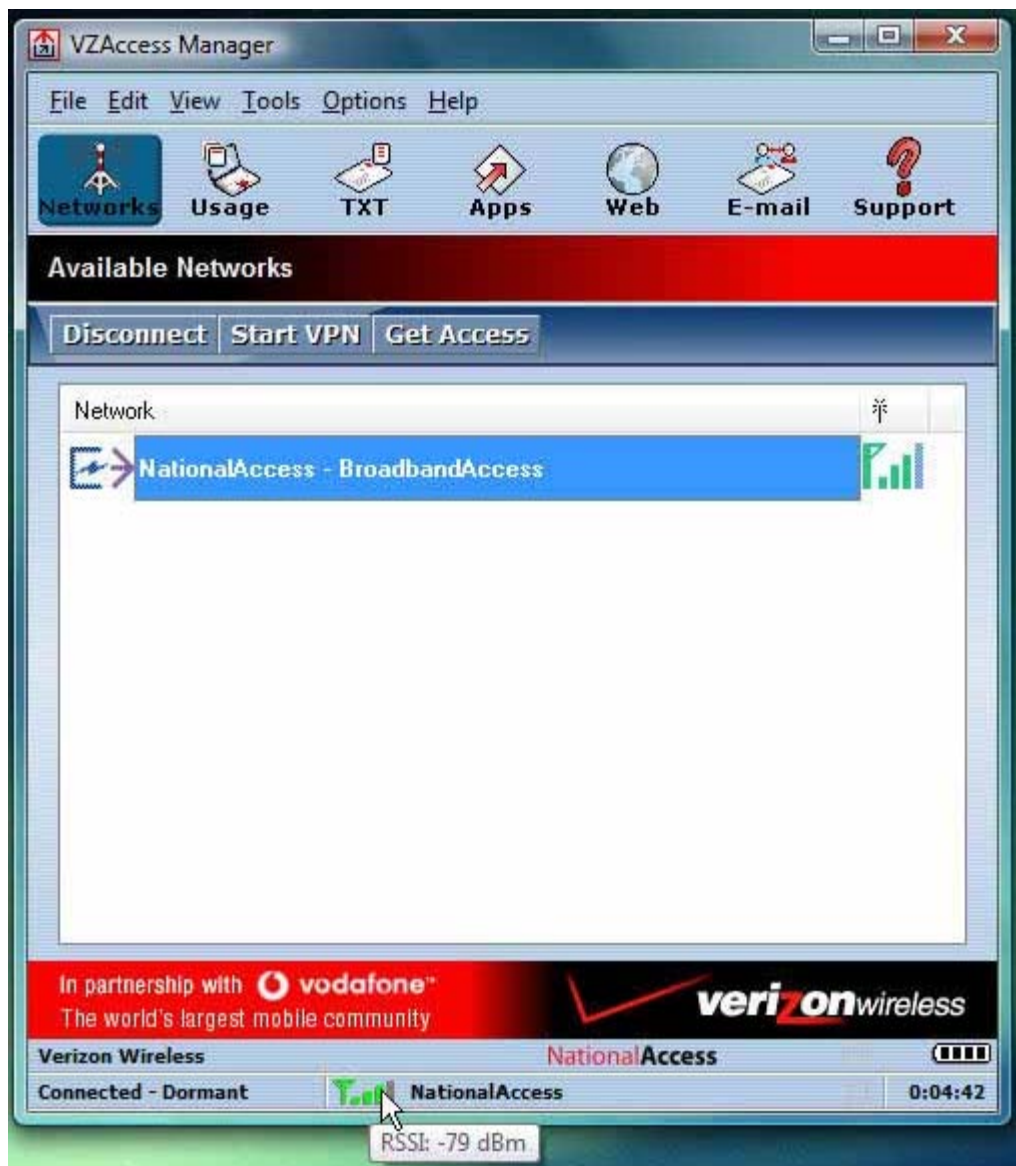 VZAccess Manager
File Edit View Tools Options Help
Networks Usage TXT Apps Web E-mail Support
Available Networks
Disconnect Start VPN Get Access
Network
NationalAccess - BroadbandAccess
In partnership with vodafone™
The world's largest mobile community
verizonwireless
Verizon Wireless NationalAccess
Connected - Dormant NationalAccess 0:04:42
RSSI: -79 dBm